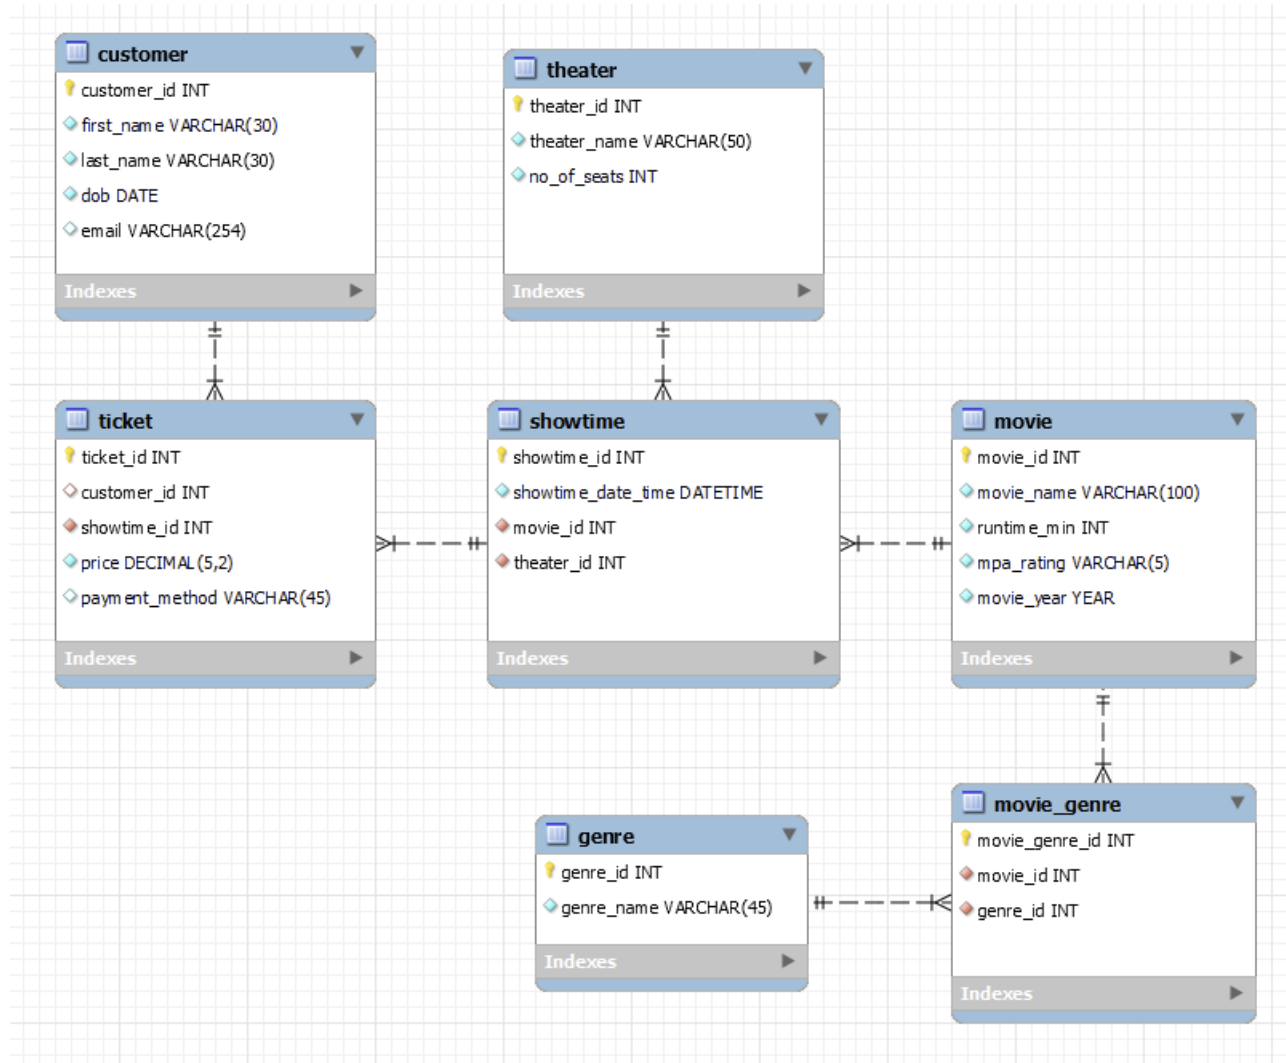 customer
customer_id INT
first_name VARCHAR(30)
last_name VARCHAR(30)
dob DATE
email VARCHAR(254)
Indexes
theater
theater_id INT
theater_name VARCHAR(50)
no_of_seats INT
Indexes
ticket
ticket_id INT
customer_id INT
showtime_id INT
price DECIMAL(5,2)
payment_method VARCHAR(45)
Indexes
showtime
showtime_id INT
showtime_date_time DATETIME
movie_id INT
theater_id INT
Indexes
movie
movie_id INT
movie_name VARCHAR(100)
runtime_min INT
mpa_rating VARCHAR(5)
movie_year YEAR
Indexes
genre
genre_id INT
genre_name VARCHAR(45)
Indexes
movie_genre
movie_genre_id INT
movie_id INT
genre_id INT
Indexes